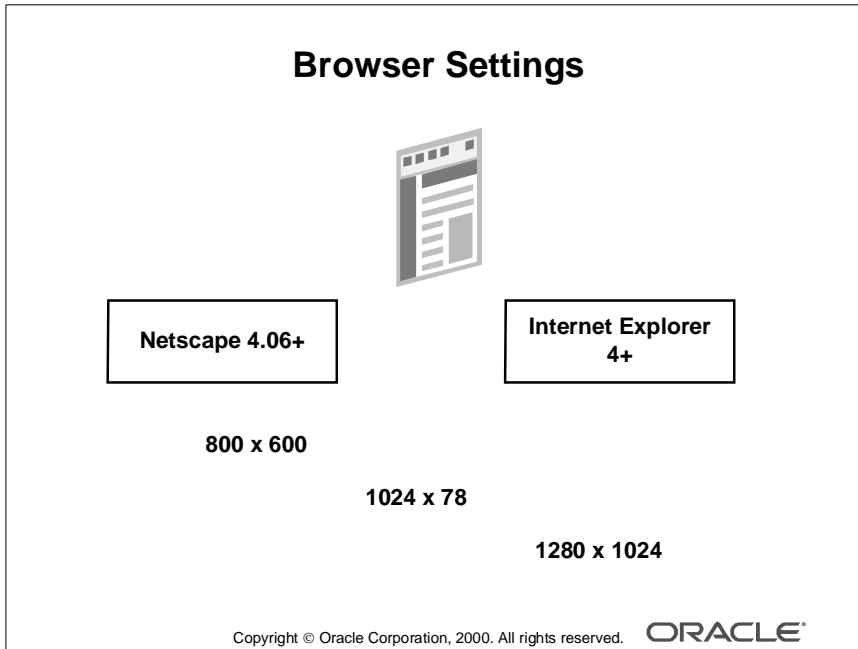 Browser Settings
Netscape 4.06+
Internet Explorer
4+
800 x 600
1024 x 78
1280 x 1024
Copyright © Oracle Corporation, 2000. All rights reserved.
ORACLE®